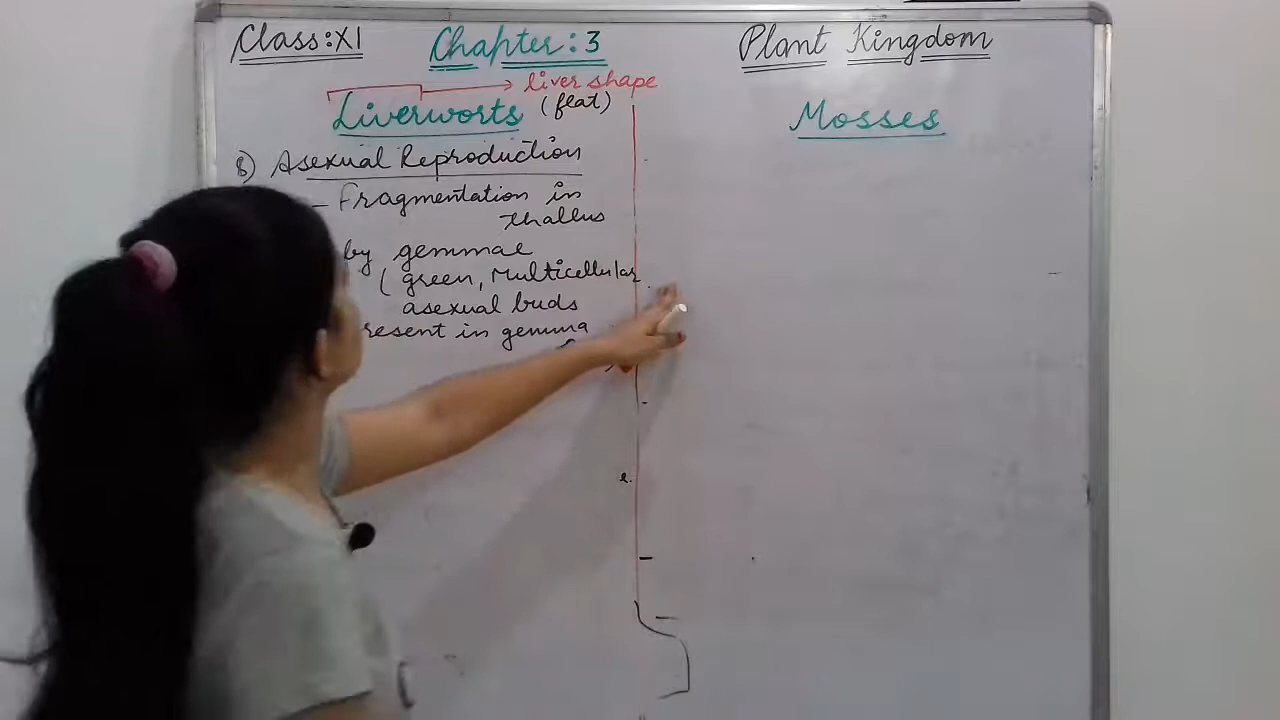 Class:XI Chapter:3 Plant Kingdom
→ liver shape
Liverworts (flat)
Mosses
8) Asexual Reproduction
- Fragmentation in
thallus
by gemmae
( green, Multicellular
asexual buds
resent in gemma